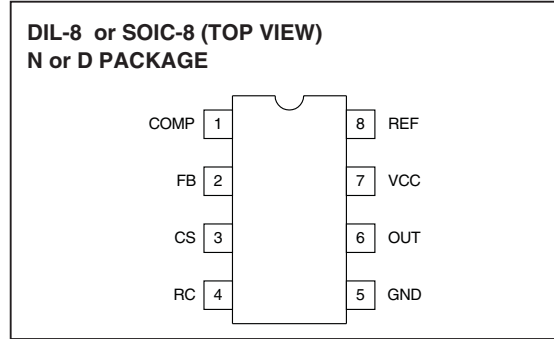 DIL-8 or SOIC-8 (TOP VIEW)
N or D PACKAGE
COMP 1 8 REF
FB 2 7 VCC
CS 3 6 OUT
RC 4 5 GND